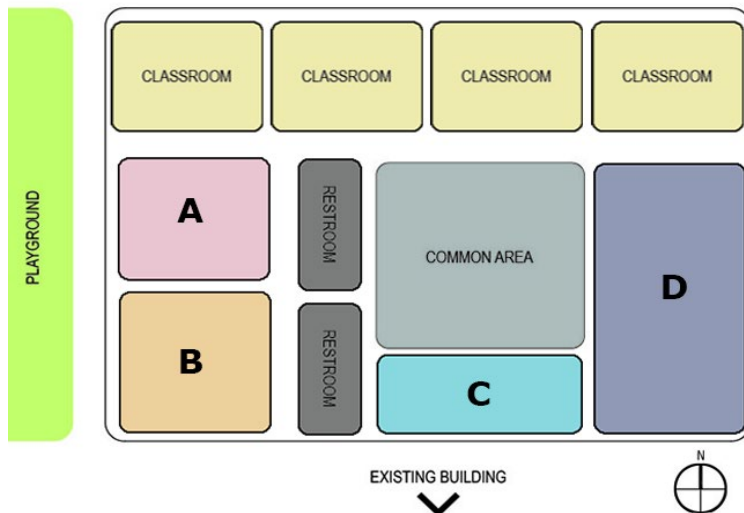 CLASSROOM
CLASSROOM
CLASSROOM
CLASSROOM
PLAYGROUND
A
RESTROOM
COMMON AREA
D
B
RESTROOM
C
EXISTING BUILDING
N